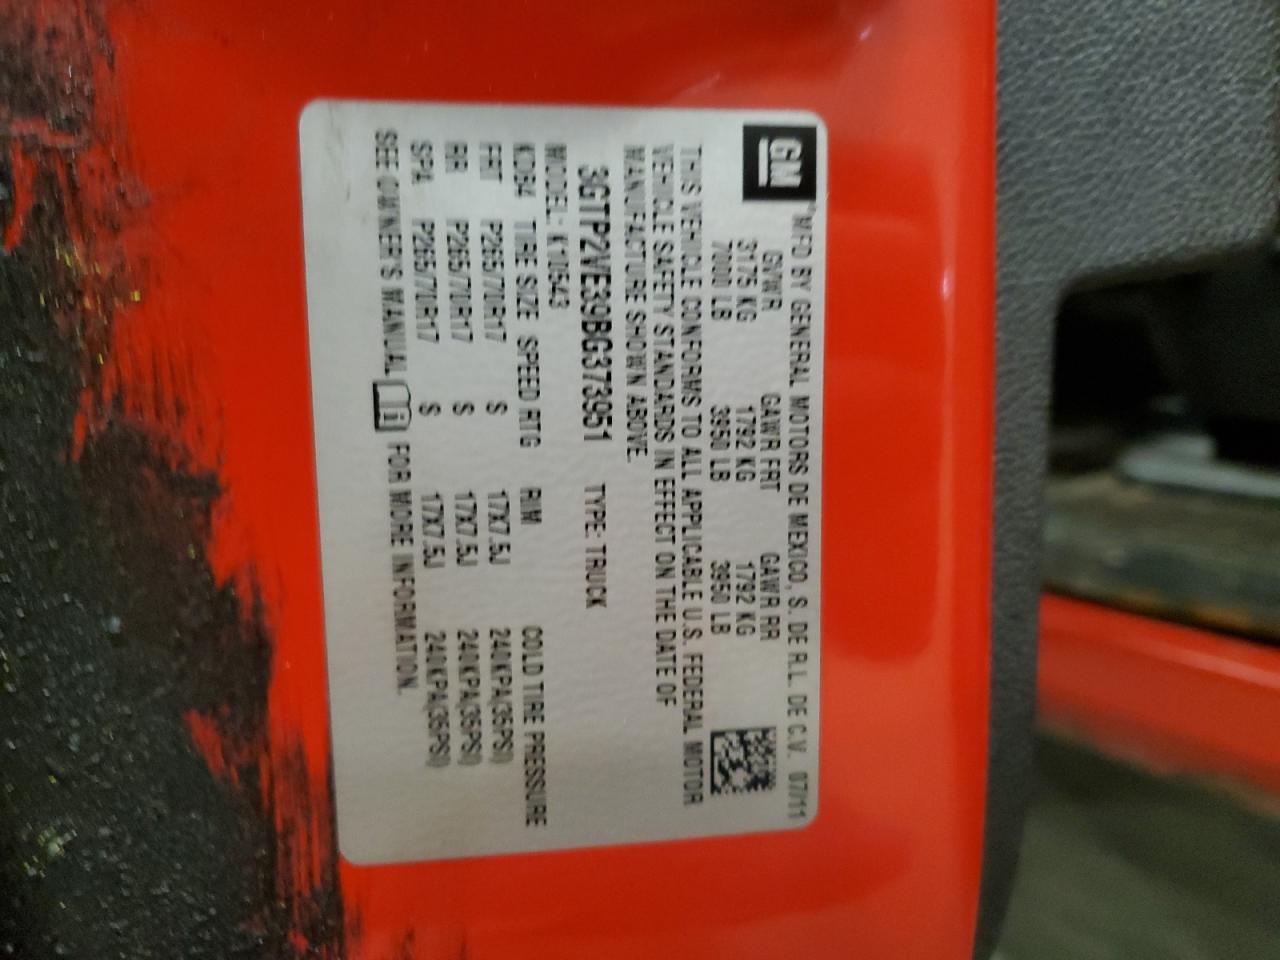 GM
MFD BY GENERAL MOTORS DE MEXICO, S. DE R.L. DE C.V. 07/11
GVWR GAWR FRT GAWR RR
3175 KG 1792 KG 1792 KG
7000 LB 3950 LB 3950 LB
THIS VEHICLE CONFORMS TO ALL APPLICABLE U.S. FEDERAL MOTOR
VEHICLE SAFETY STANDARDS IN EFFECT ON THE DATE OF
MANUFACTURE SHOWN ABOVE.
3GTP2VE39BG373951 TYPE: TRUCK
MODEL: K10543
KD54 TIRE SIZE SPEED RTG RIM COLD TIRE PRESSURE
FRT P265/70R17 S 17X7.5J 240KPA(35PSI)
RR P265/70R17 S 17X7.5J 240KPA(35PSI)
SPA P265/70R17 S 17X7.5J 240KPA(35PSI)
SEE OWNER'S MANUAL FOR MORE INFORMATION.